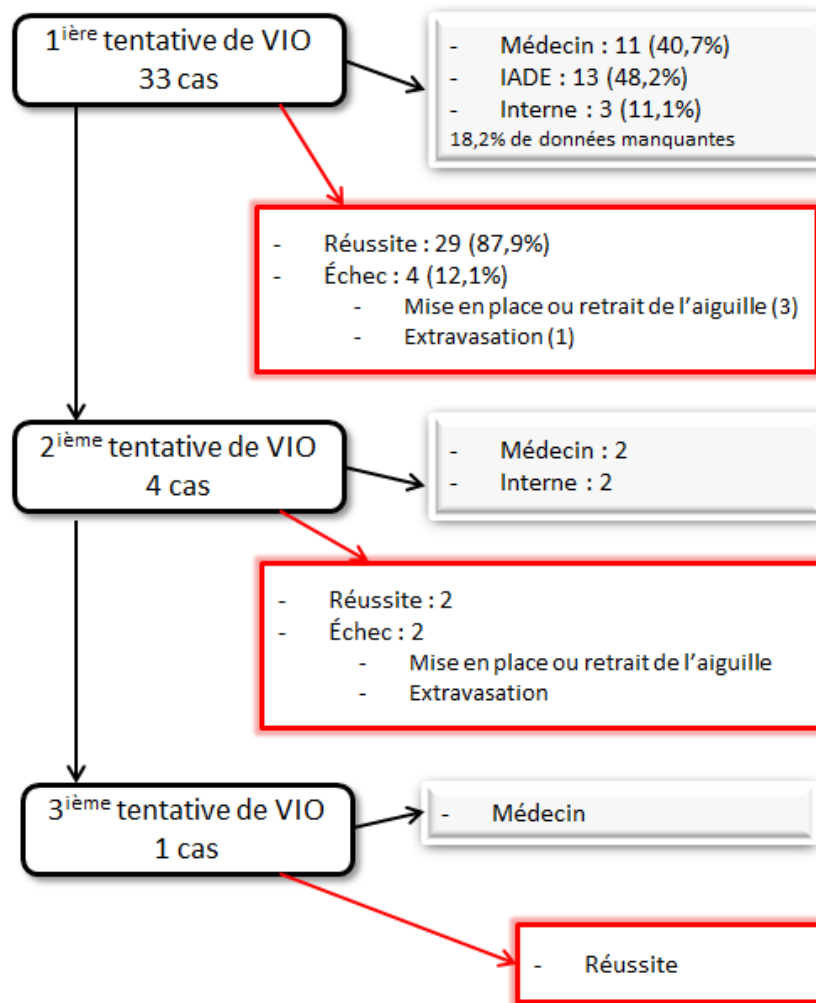 1ière tentative de VIO
33 cas
- Médecin : 11 (40,7%)
- IADE : 13 (48,2%)
- Interne : 3 (11,1%)
18,2% de données manquantes
- Réussite : 29 (87,9%)
- Échec : 4 (12,1%)
- Mise en place ou retrait de l'aiguille (3)
- Extravasation (1)
2ième tentative de VIO
4 cas
- Médecin : 2
- Interne : 2
- Réussite : 2
- Échec : 2
- Mise en place ou retrait de l'aiguille
- Extravasation
3ième tentative de VIO
1 cas
- Médecin
- Réussite